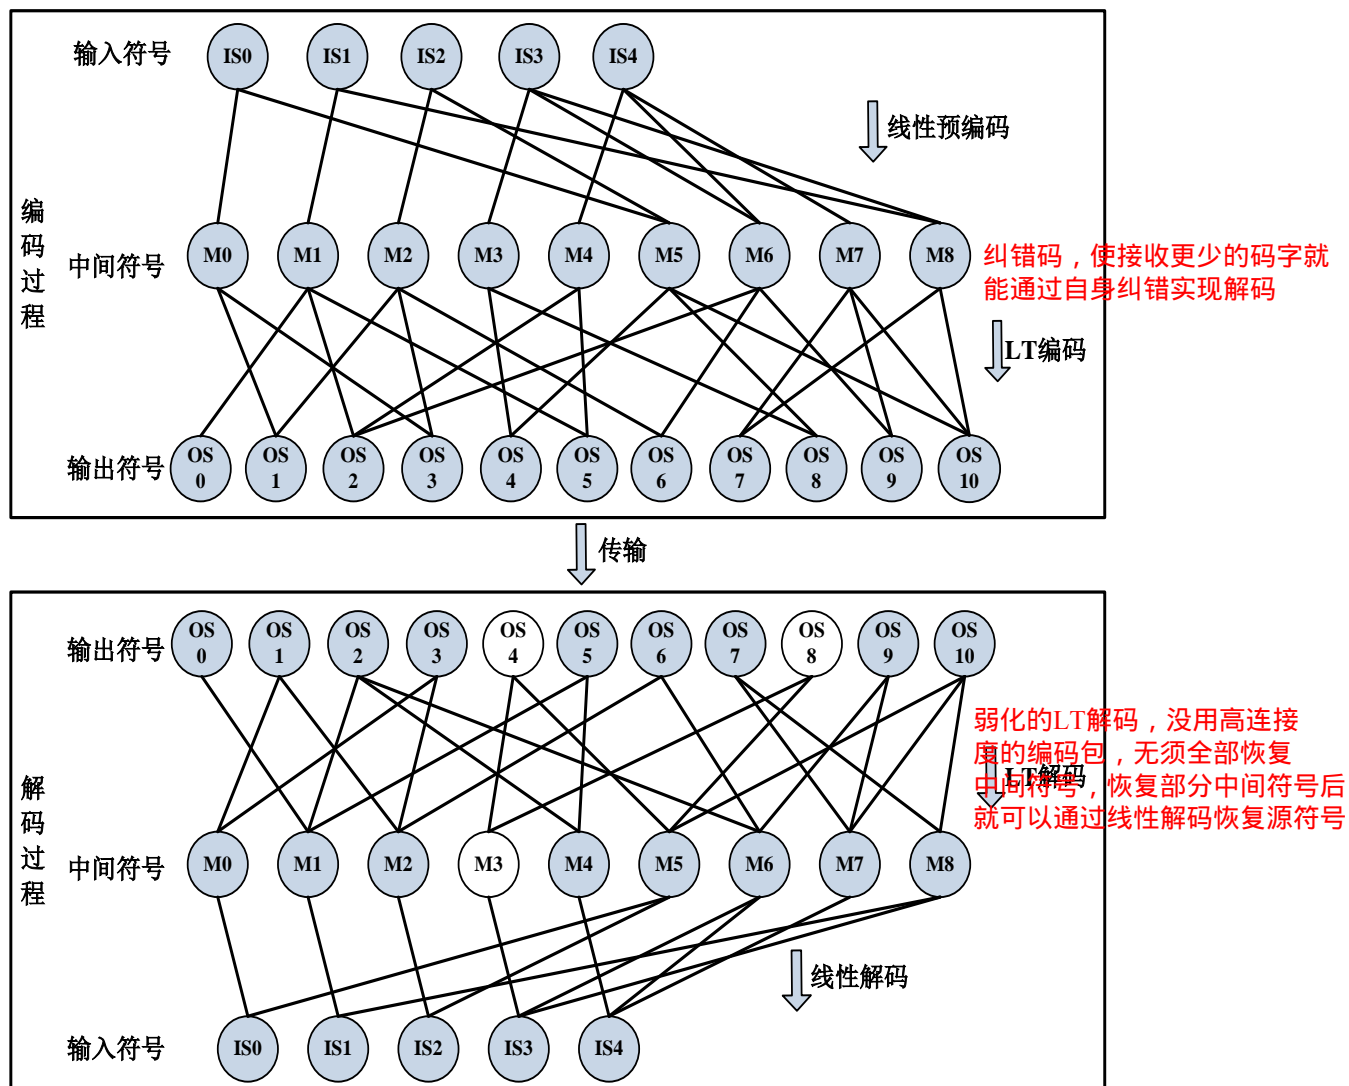 输入符号
IS0 IS1 IS2 IS3 IS4
线性预编码
编码过程
中间符号
M0 M1 M2 M3 M4 M5 M6 M7 M8
纠错码，使接收更少的码字就
能通过自身纠错实现解码
LT编码
输出符号
OS 0 OS 1 OS 2 OS 3 OS 4 OS 5 OS 6 OS 7 OS 8 OS 9 OS 10
传输
输出符号
OS 0 OS 1 OS 2 OS 3 OS 4 OS 5 OS 6 OS 7 OS 8 OS 9 OS 10
弱化的LT解码，没用高连接
度的编码包，无须全部恢复
LT解码
中间符号，恢复部分中间符号后
就可以通过线性解码恢复源符号
解码过程
中间符号
M0 M1 M2 M3 M4 M5 M6 M7 M8
线性解码
输入符号
IS0 IS1 IS2 IS3 IS4